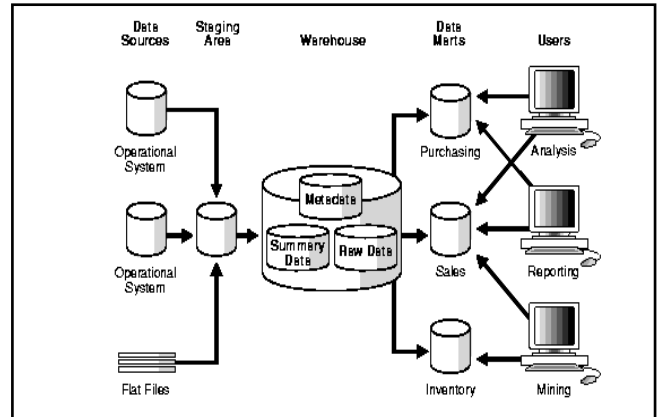 Data Sources
Staging Area
Warehouse
Data Marts
Users
Operational System
Purchasing
Analysis
Metadata
Summary Data
Raw Data
Operational System
Sales
Reporting
Flat Files
Inventory
Mining